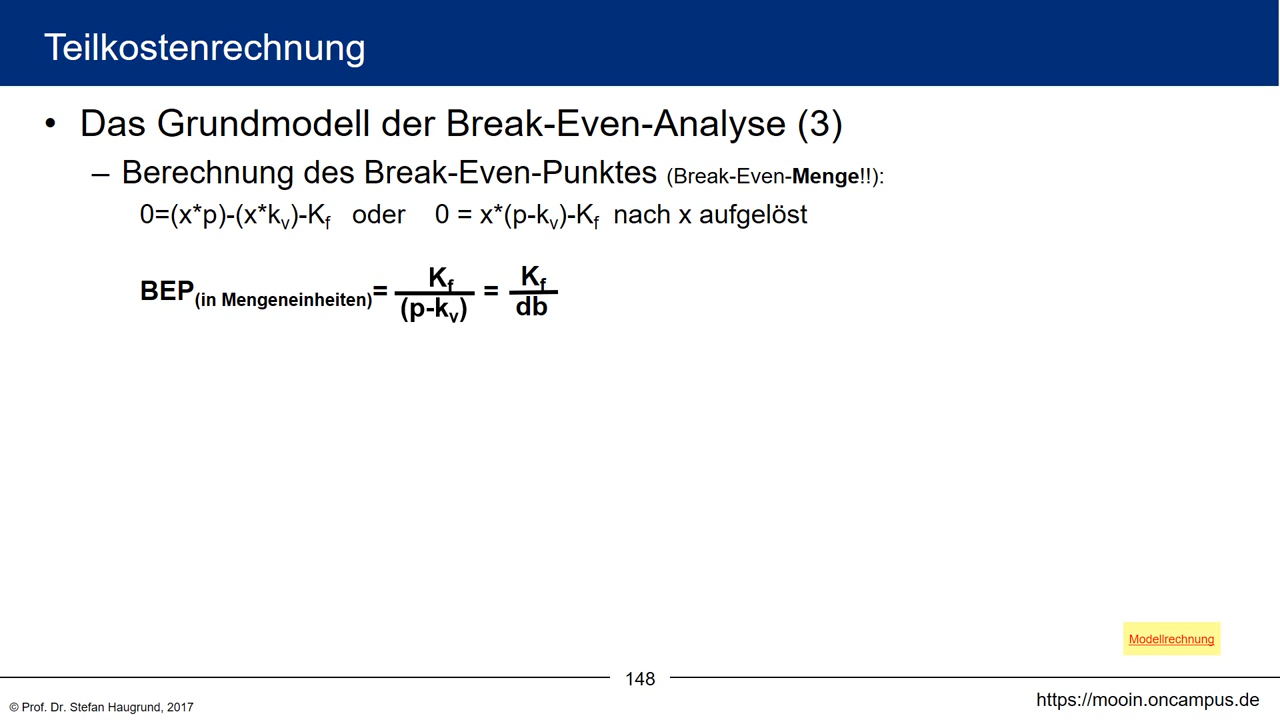 Teilkostenrechnung
• Das Grundmodell der Break-Even-Analyse (3)
– Berechnung des Break-Even-Punktes (Break-Even-Menge!!):
0=(x*p)-(x*kv)-Kf oder 0 = x*(p-kv)-Kf nach x aufgelöst
Kf Kf
BEP(in Mengeneinheiten)= =
(p-kv) db
Modellrechnung
148
© Prof. Dr. Stefan Haugrund, 2017
https://mooin.oncampus.de